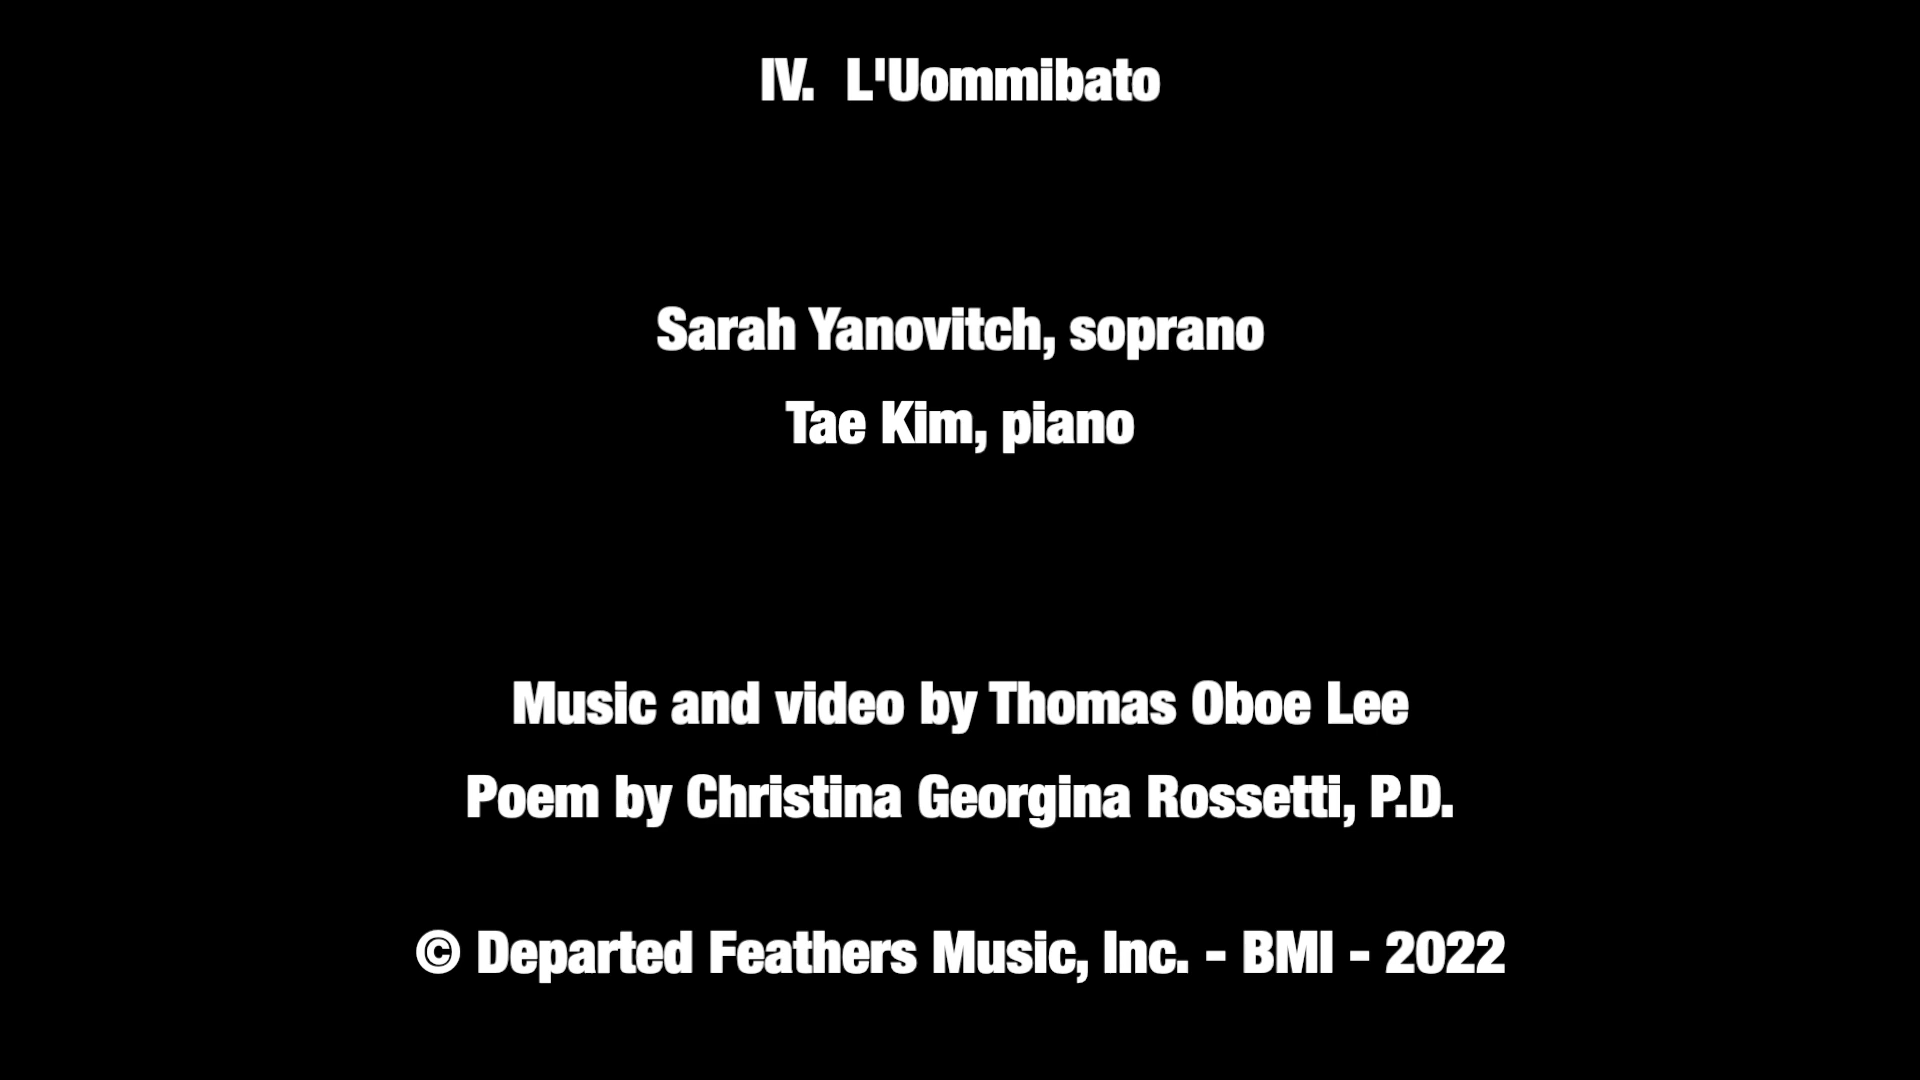 IV.  L'Uommibato
Sarah Yanovitch, soprano
Tae Kim, piano
Music and video by Thomas Oboe Lee
Poem by Christina Georgina Rossetti, P.D.
© Departed Feathers Music, Inc. - BMI - 2022